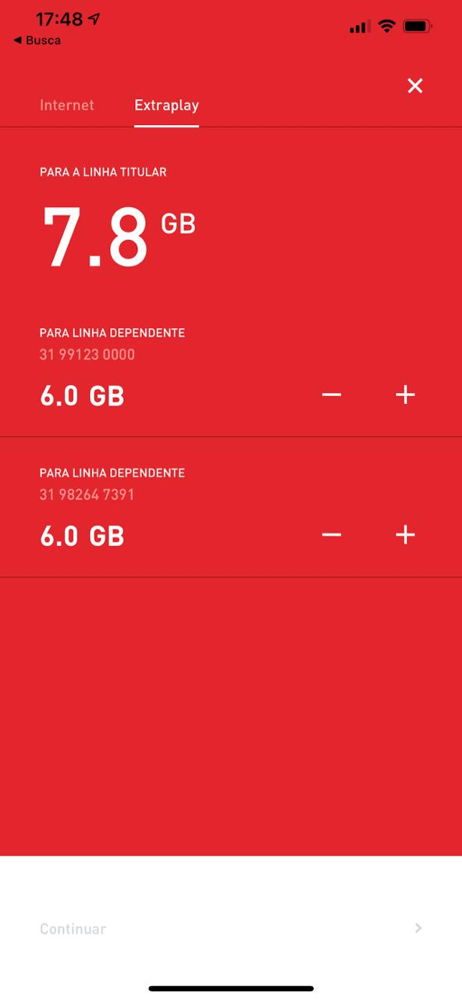 17:48
◀ Busca
Internet Extraplay
PARA A LINHA TITULAR
7.8 GB
PARA LINHA DEPENDENTE
31 99123 0000
6.0 GB
PARA LINHA DEPENDENTE
31 98264 7391
6.0 GB
Continuar